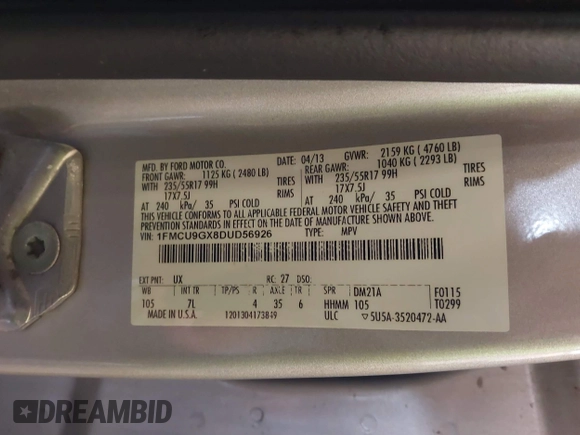 MFD. BY FORD MOTOR CO. 04/13 GVWR: 2159 KG ( 4760 LB)
FRONT GAWR: 1125 KG ( 2480 LB) REAR GAWR: 1040 KG ( 2293 LB)
WITH 235/55R17 99H TIRES WITH 235/55R17 99H TIRES
17X7.5J RIMS 17X7.5J RIMS
AT 240 kPa/ 35 PSI COLD AT 240 kPa/ 35 PSI COLD
THIS VEHICLE CONFORMS TO ALL APPLICABLE FEDERAL MOTOR VEHICLE SAFETY AND THEFT
PREVENTION STANDARDS IN EFFECT ON THE DATE OF MANUFACTURE SHOWN ABOVE.
VIN: 1FMCU9GX8DUD56926 TYPE: MPV
EXT PNT: UX RC: 27 DSO:
WB INT TR TP/PS R AXLE TR SPR DM21A F0115
105 7L 4 35 6 HHMM 105 T0299
MADE IN U.S.A. 1201304173849 ULC ▽5U5A-3520472-AA
DREAMBID